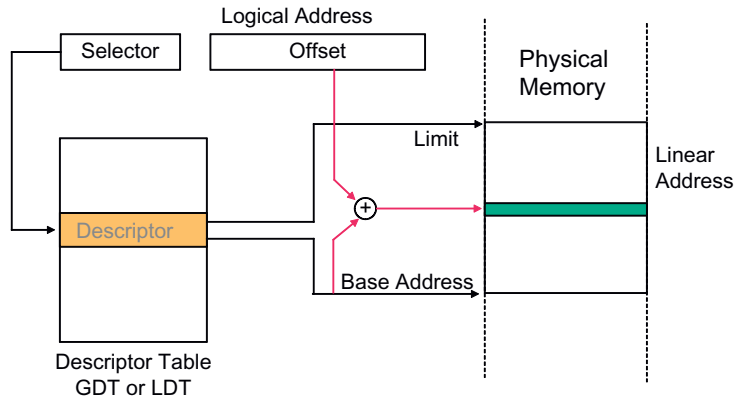 Logical Address
Selector
Offset
Physical
Memory
Limit
Linear
Address
+
Descriptor
Base Address
Descriptor Table
GDT or LDT